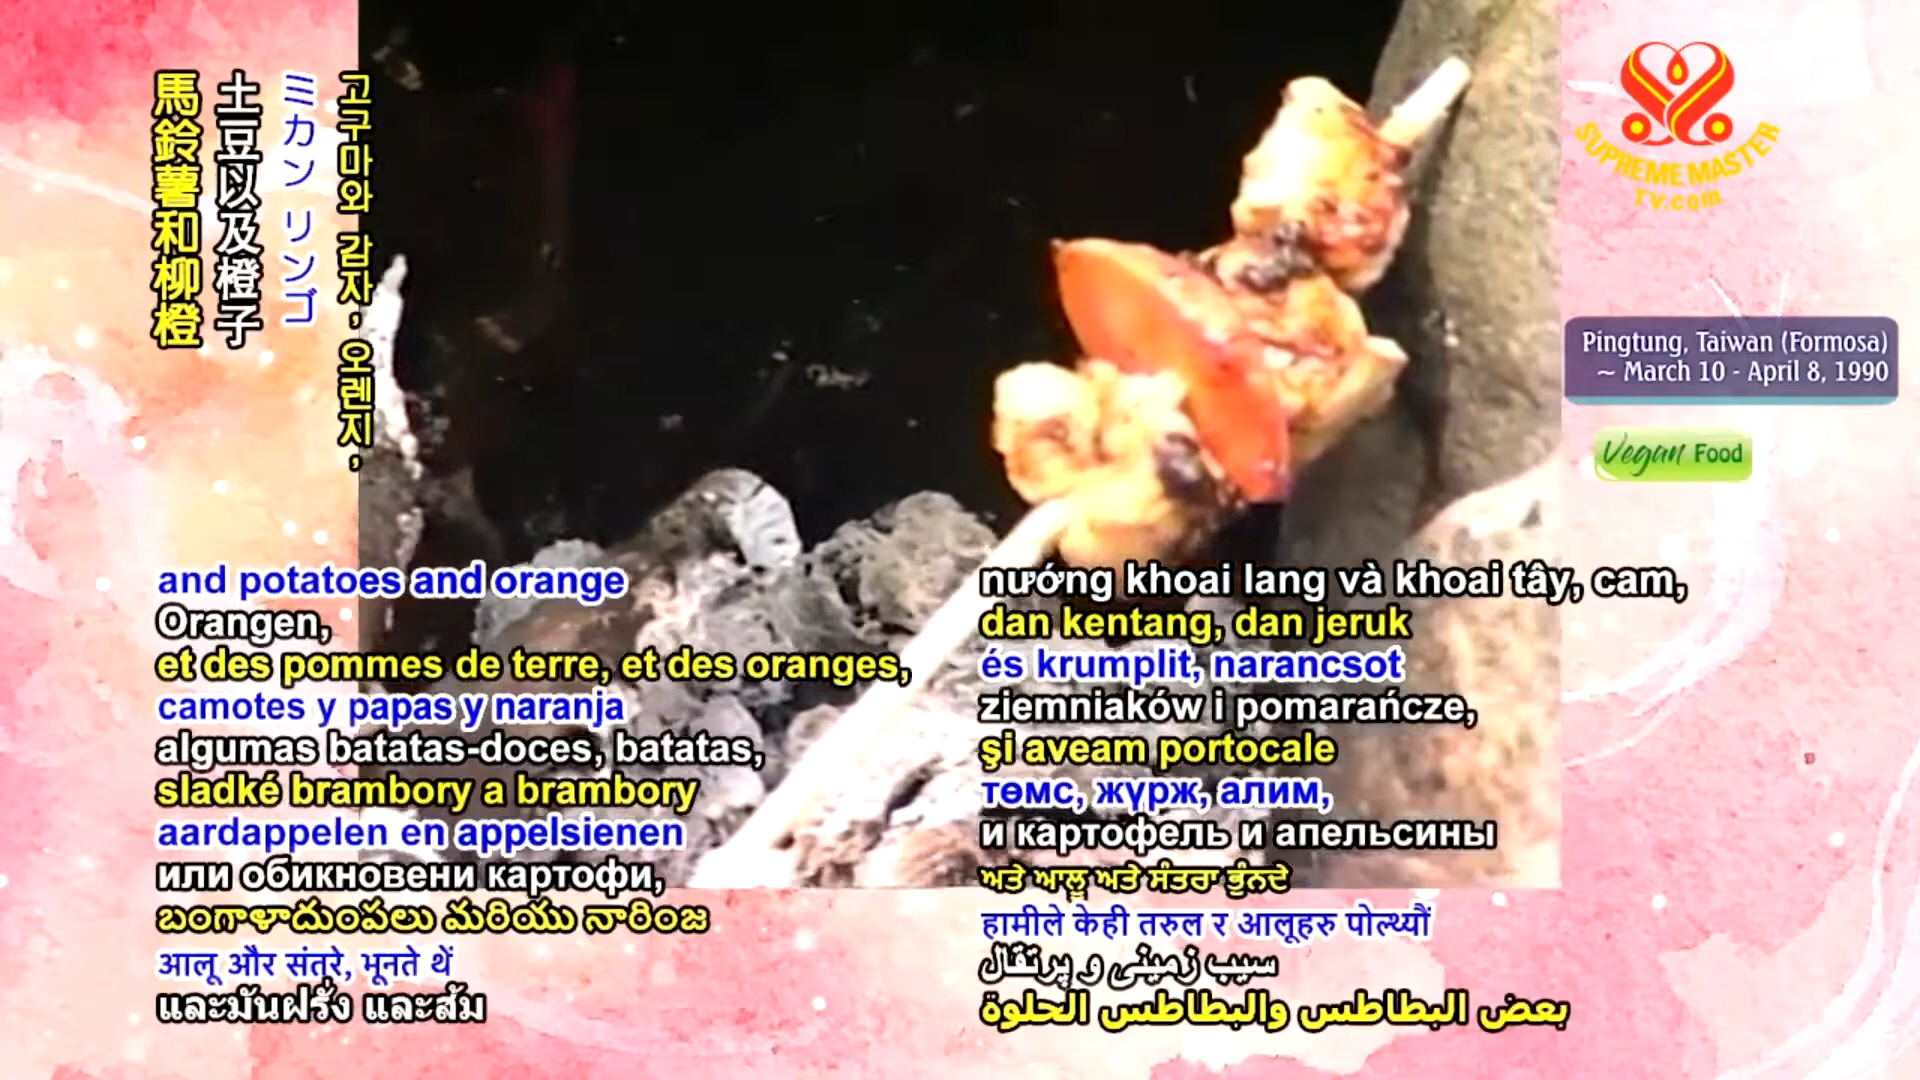 馬鈴薯和柳橙
土豆以及橙子
ミカン リンゴ
고구마와 감자, 오렌지,
SUPREME MASTER
TV.com
Pingtung, Taiwan (Formosa)
~ March 10 - April 8, 1990
Vegan Food
and potatoes and orange
Orangen,
et des pommes de terre, et des oranges,
camotes y papas y naranja
algumas batatas-doces, batatas,
sladké brambory a brambory
aardappelen en appelsienen
или обикновени картофи,
బంగాళాదుంపలు మరియు నారింజ
आलू और संतरे, भूनते थें
และมันฝรั่ง และส้ม
nướng khoai lang và khoai tây, cam,
dan kentang, dan jeruk
és krumplit, narancsot
ziemniaków i pomarańcze,
şi aveam portocale
төмс, жүрж, алим,
и картофель и апельсины
ਅਤੇ ਆਲੂ ਅਤੇ ਸੰਤਰਾ ਭੁੰਨਦੇ
हामीले केही तरुल र आलूहरु पोल्थ्यौं
سیب زمینی و پرتقال
بعض البطاطس والبطاطس الحلوة